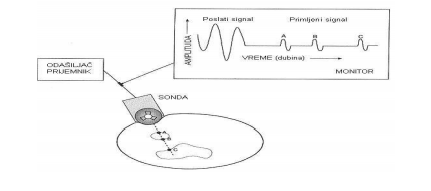 Poslati signal
Primljeni signal
AMPLITUDA
A
B
C
VREME (dubina)
MONITOR
ODAŠILJAČ
PRIJEMNIK
SONDA
A
B
C